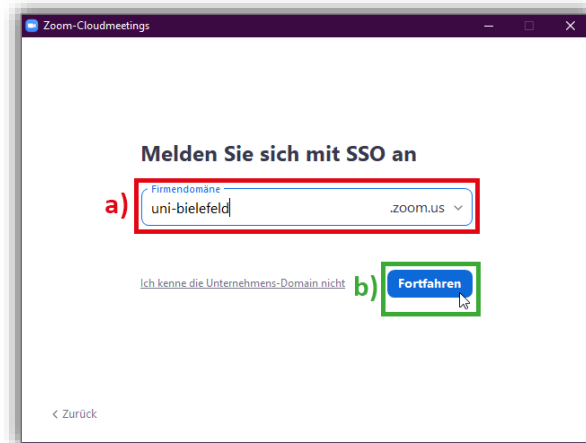 Zoom-Cloudmeetings
Melden Sie sich mit SSO an
Firmendomäne
a) uni-bielefeld .zoom.us
Ich kenne die Unternehmens-Domain nicht b) Fortfahren
< Zurück